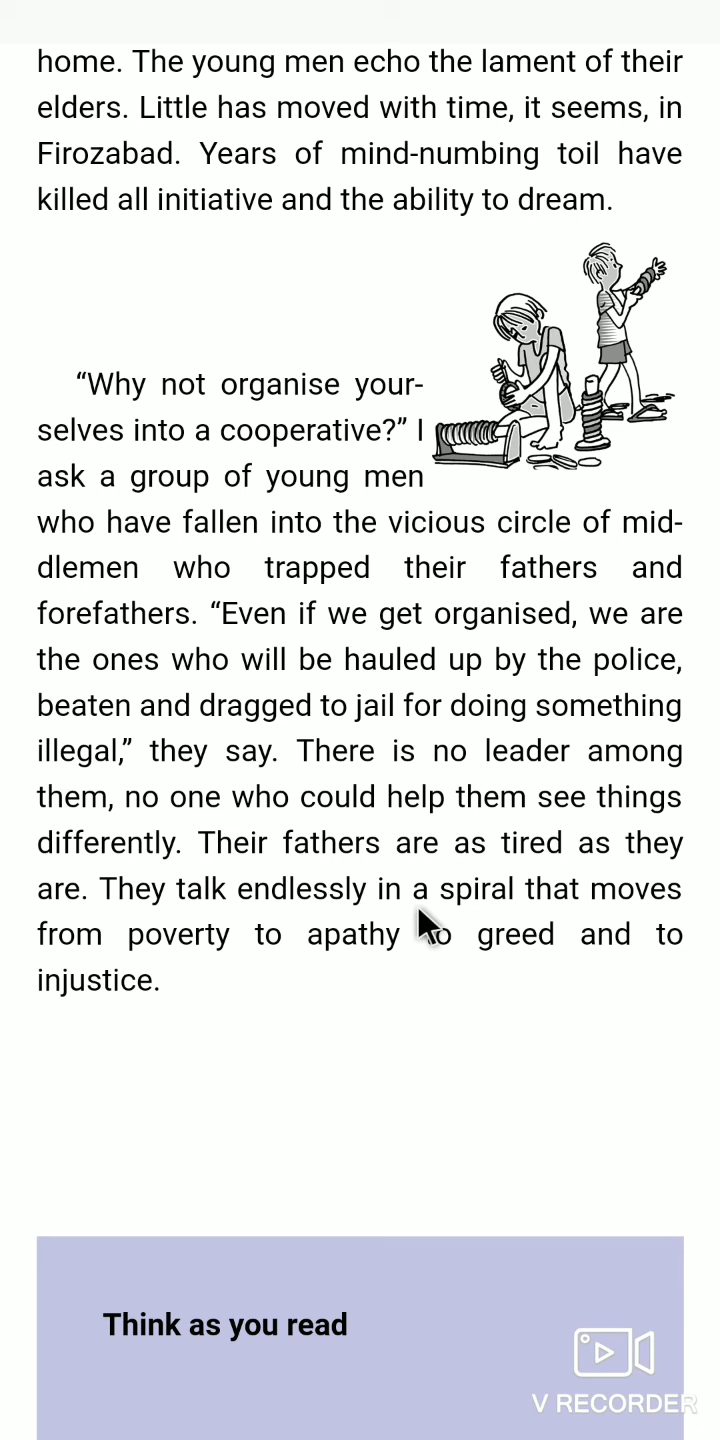 home. The young men echo the lament of their
elders. Little has moved with time, it seems, in
Firozabad. Years of mind-numbing toil have
killed all initiative and the ability to dream.
“Why not organise your-
selves into a cooperative?” I
ask a group of young men
who have fallen into the vicious circle of mid-
dlemen who trapped their fathers and
forefathers. “Even if we get organised, we are
the ones who will be hauled up by the police,
beaten and dragged to jail for doing something
illegal,” they say. There is no leader among
them, no one who could help them see things
differently. Their fathers are as tired as they
are. They talk endlessly in a spiral that moves
from poverty to apathy to greed and to
injustice.
Think as you read
V RECORDER